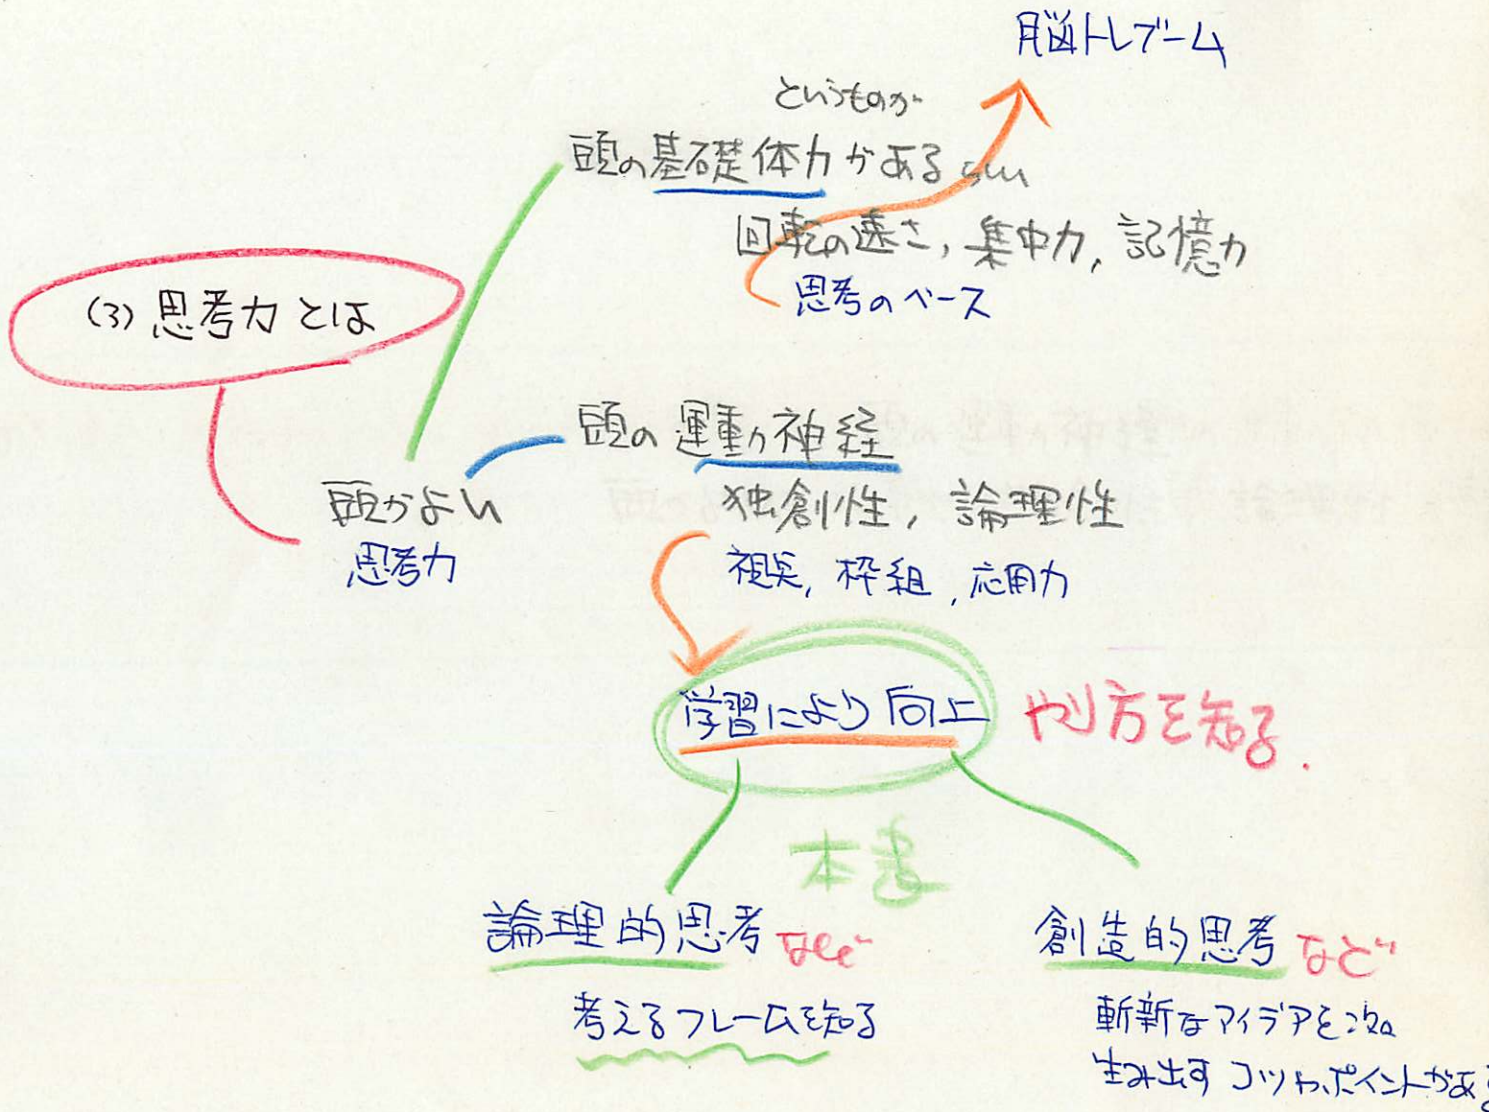 脳トレブーム
というものが
頭の基礎体力があるらしい
回転の速さ, 集中力, 記憶力
思考のベース
(3) 思考力とは
頭の運動神経
頭がよい
思考力
独創性, 論理性
視点, 枠組, 応用力
学習により向上
やり方を知る.
本書
論理的思考 など
考えるフレームを知る
創造的思考 など
斬新なアイデアを次々
生み出すコツやポイントがある